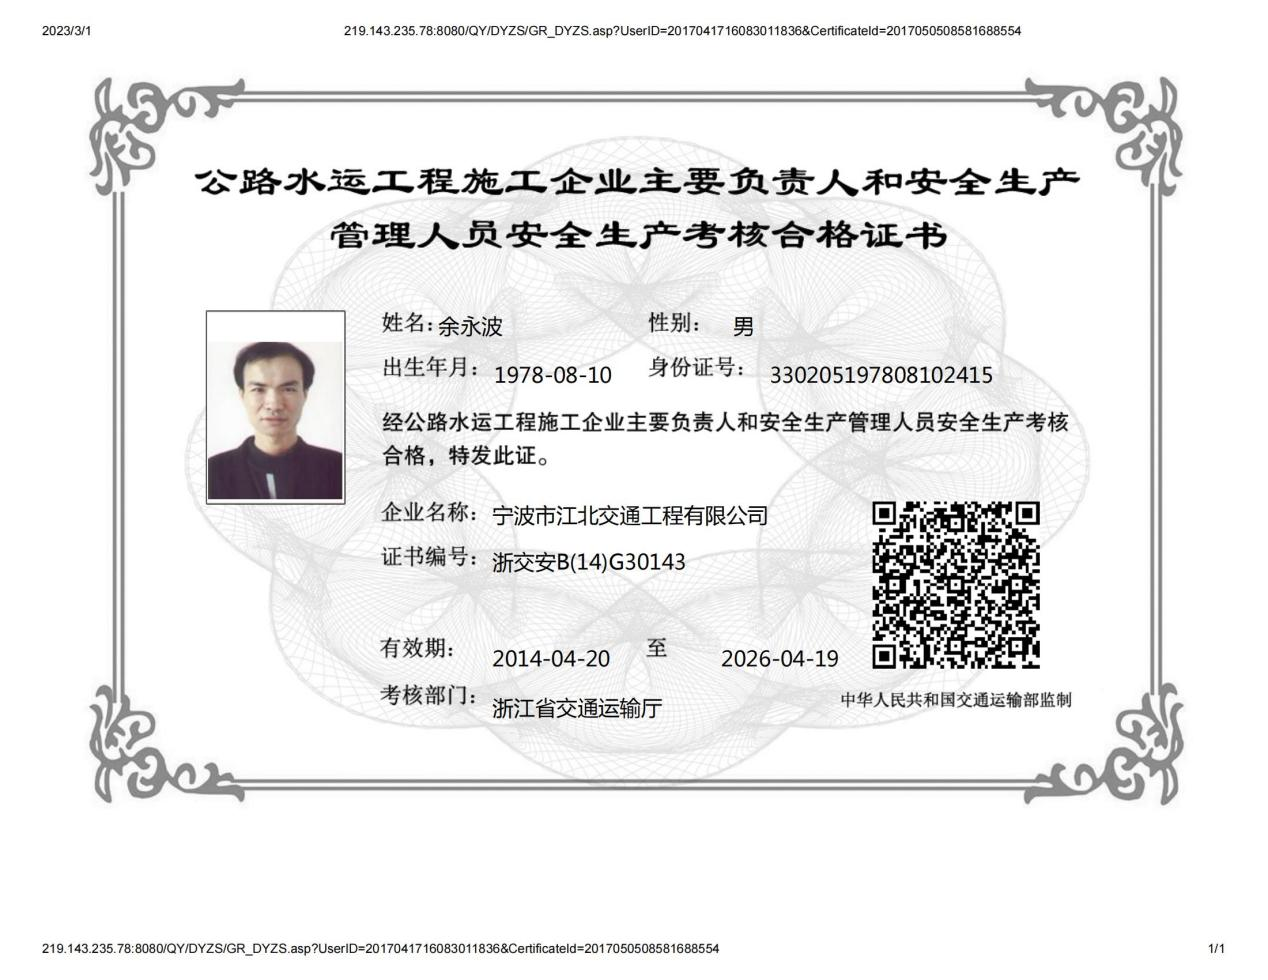 2023/3/1
219.143.235.78:8080/QY/DYZS/GR_DYZS.asp?UserID=2017041716083011836&CertificateId=2017050508581688554
公路水运工程施工企业主要负责人和安全生产
管理人员安全生产考核合格证书
姓名：余永波 性别： 男
出生年月： 1978-08-10 身份证号： 330205197808102415
经公路水运工程施工企业主要负责人和安全生产管理人员安全生产考核
合格，特发此证。
企业名称： 宁波市江北交通工程有限公司
证书编号： 浙交安B(14)G30143
有效期： 2014-04-20 至 2026-04-19
考核部门： 浙江省交通运输厅
中华人民共和国交通运输部监制
219.143.235.78:8080/QY/DYZS/GR_DYZS.asp?UserID=2017041716083011836&CertificateId=2017050508581688554
1/1